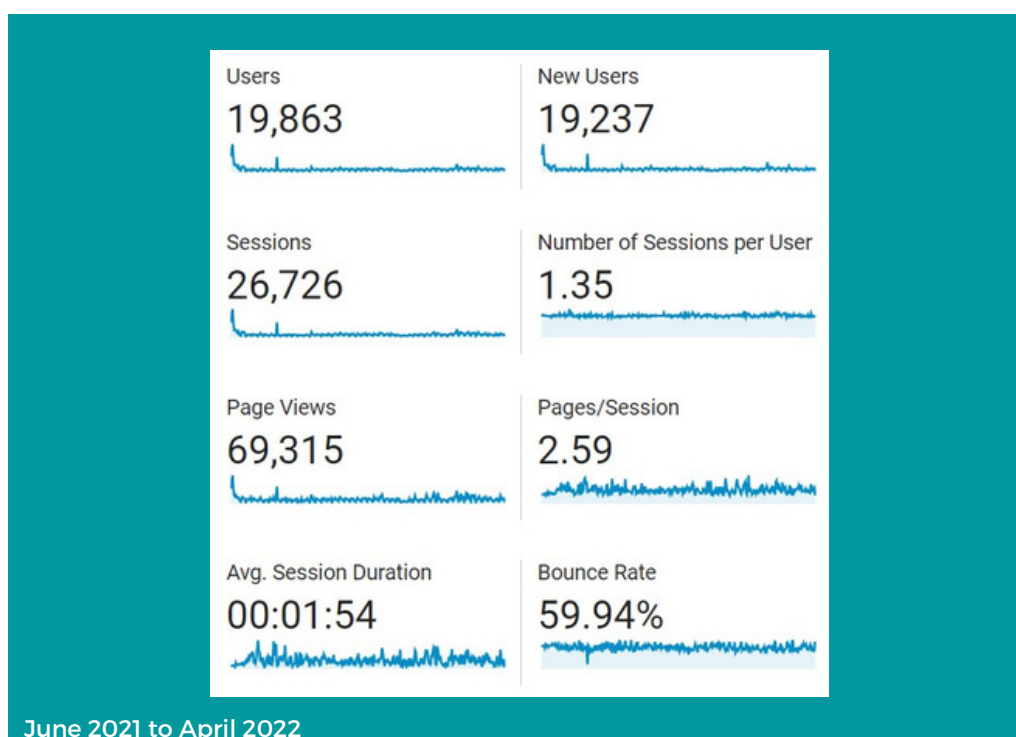 Users
19,863
New Users
19,237
Sessions
26,726
Number of Sessions per User
1.35
Page Views
69,315
Pages/Session
2.59
Avg. Session Duration
00:01:54
Bounce Rate
59.94%
June 2021 to April 2022